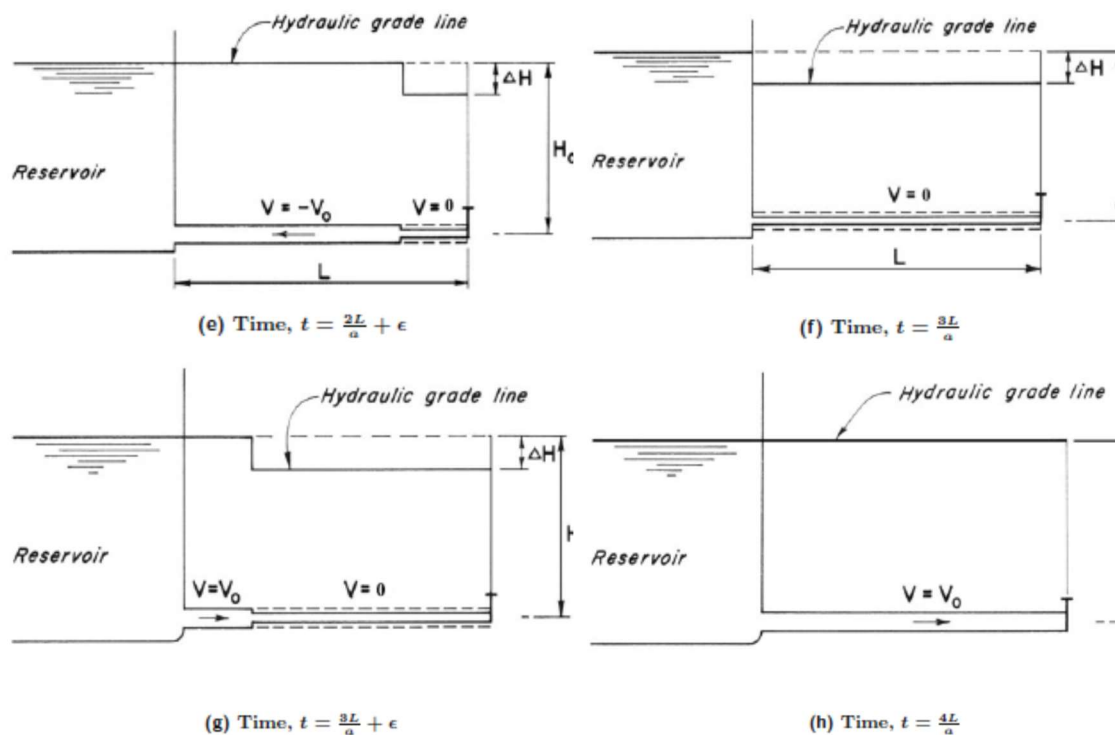 Hydraulic grade line
ΔH
H₀
Reservoir
V = -V₀
V = 0
L
(e) Time, t = 2L/a + ϵ
Hydraulic grade line
ΔH
Reservoir
V = 0
L
(f) Time, t = 3L/a
Hydraulic grade line
ΔH
Reservoir
V=V₀
V = 0
(g) Time, t = 3L/a + ϵ
Hydraulic grade line
Reservoir
V = V₀
(h) Time, t = 4L/a